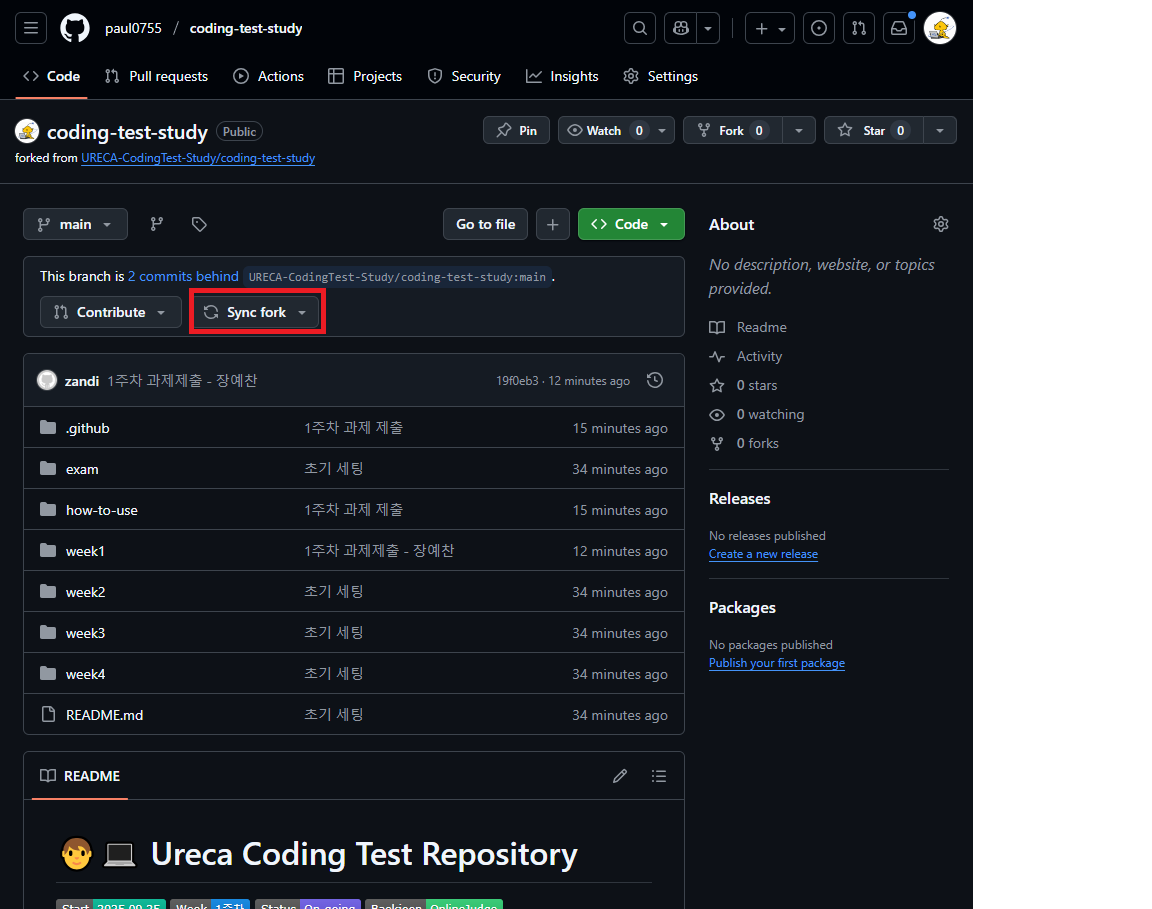 paul0755 / coding-test-study
Code Pull requests Actions Projects Security Insights Settings
coding-test-study Public
Pin Watch 0 Fork 0 Star 0
forked from URECA-CodingTest-Study/coding-test-study
main Go to file Code
This branch is 2 commits behind URECA-CodingTest-Study/coding-test-study:main .
Contribute Sync fork
zandi 1주차 과제제출 - 장예찬 19f0eb3 · 12 minutes ago
.github 1주차 과제 제출 15 minutes ago
exam 초기 세팅 34 minutes ago
how-to-use 1주차 과제 제출 15 minutes ago
week1 1주차 과제제출 - 장예찬 12 minutes ago
week2 초기 세팅 34 minutes ago
week3 초기 세팅 34 minutes ago
week4 초기 세팅 34 minutes ago
README.md 초기 세팅 34 minutes ago
README
Ureca Coding Test Repository
Start 2025.09.25 Week 1주차 Status On-going Baekjoon OnlineJudge
About
No description, website, or topics
provided.
Readme
Activity
0 stars
0 watching
0 forks
Releases
No releases published
Create a new release
Packages
No packages published
Publish your first package